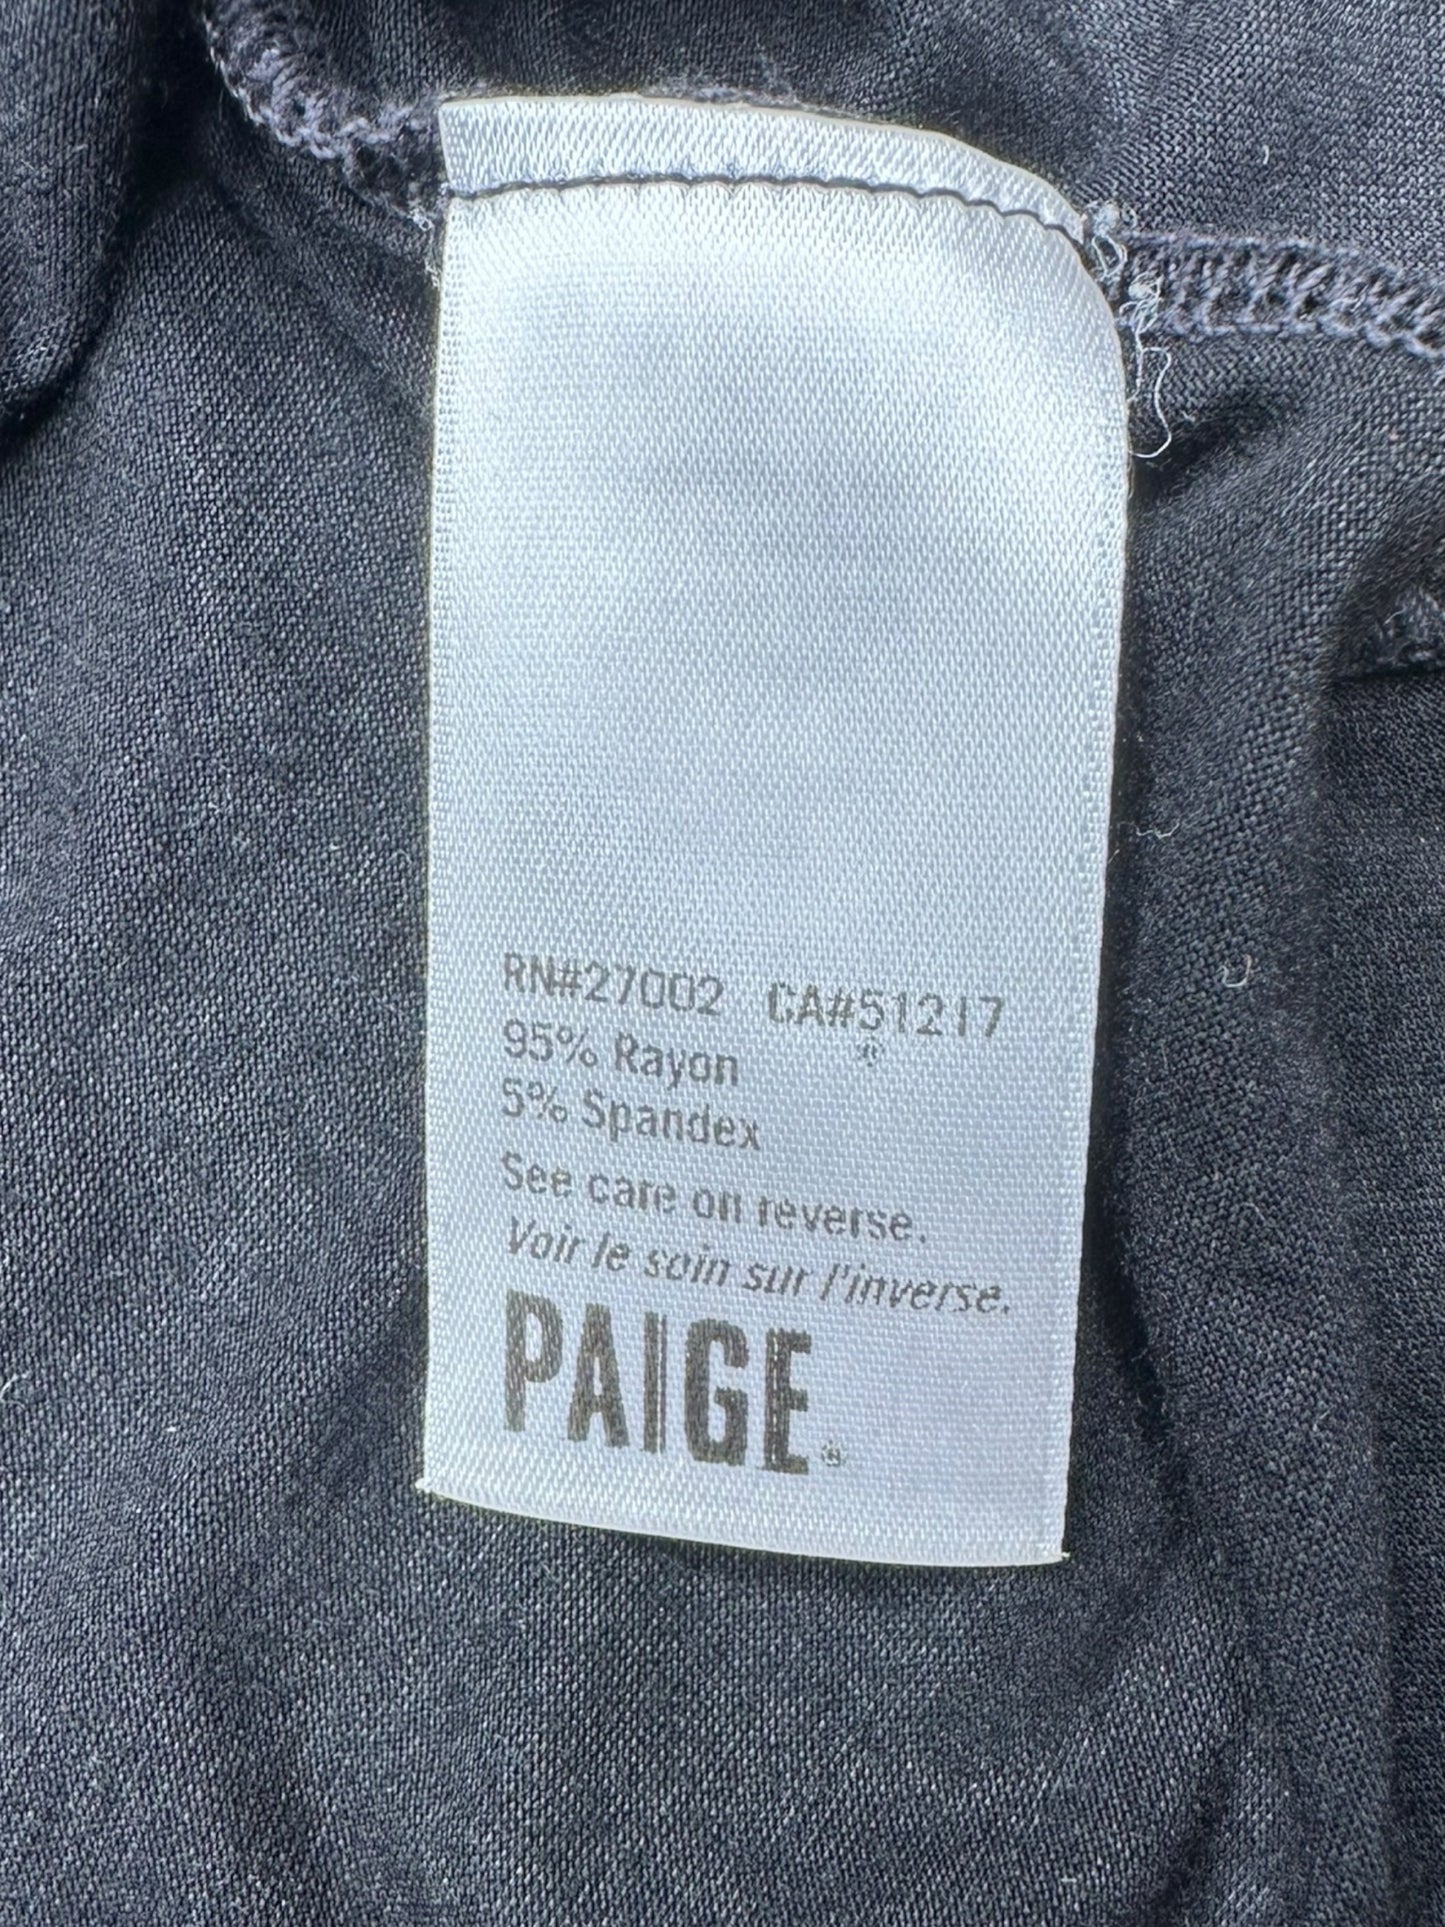 RN#27002 CA#51217
®
95% Rayon
5% Spandex
See care on reverse.
Voir le soin sur l'inverse.
PAIGE®